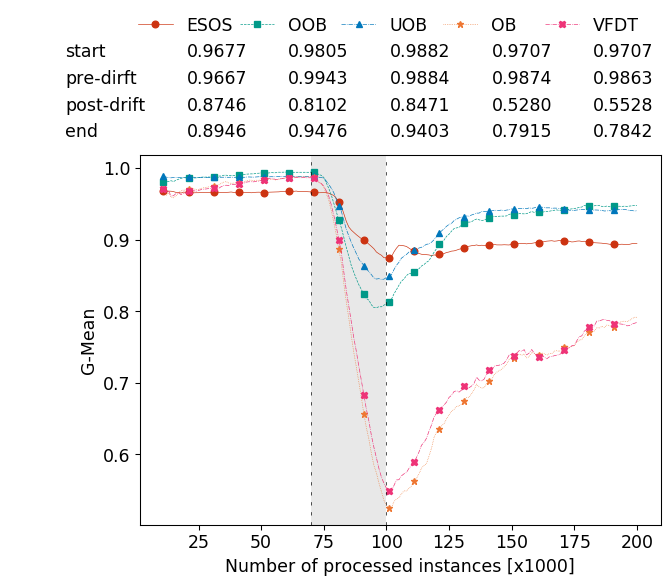 ESOS OOB UOB OB VFDT
start 0.9677 0.9805 0.9882 0.9707 0.9707
pre-dirft 0.9667 0.9943 0.9884 0.9874 0.9863
post-drift 0.8746 0.8102 0.8471 0.5280 0.5528
end 0.8946 0.9476 0.9403 0.7915 0.7842
1.0
0.9
0.8
0.7
0.6
G-Mean
25 50 75 100 125 150 175 200
Number of processed instances [x1000]